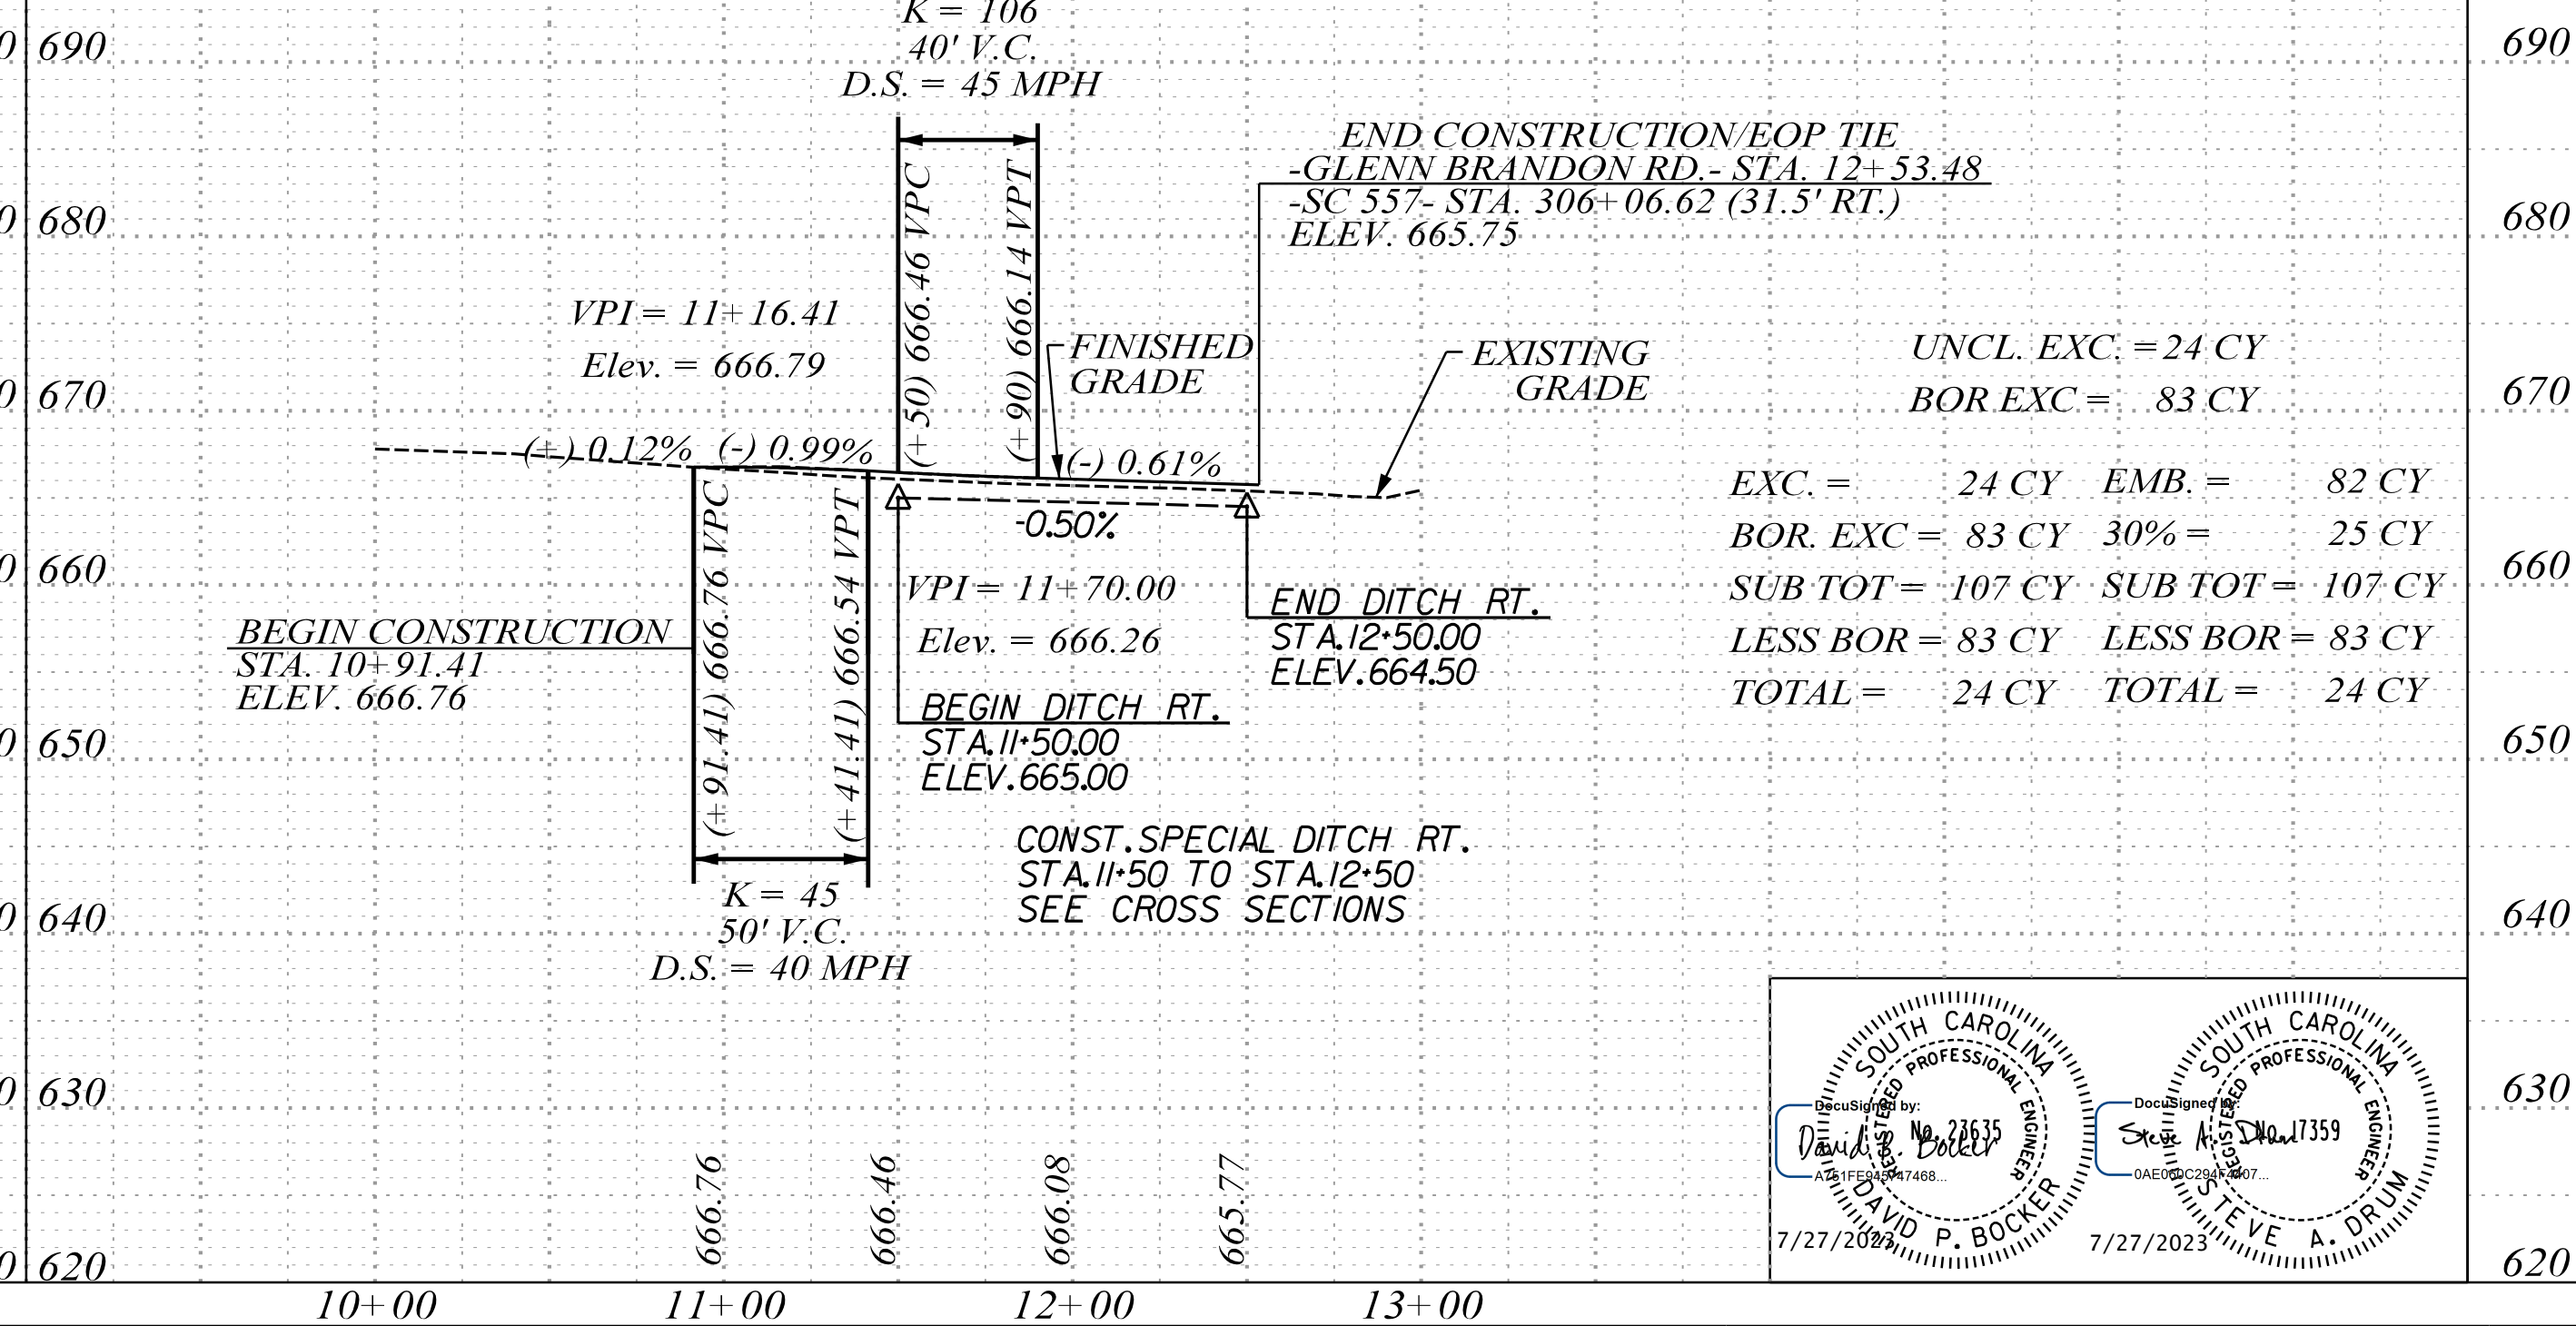 K = 106
40' V.C.
D.S. = 45 MPH
690
690
680
680
670
670
660
660
650
650
640
640
630
630
620
620
END CONSTRUCTION/EOP TIE
-GLENN BRANDON RD.- STA. 12+53.48
-SC 557- STA. 306+06.62 (31.5' RT.)
ELEV. 665.75
(+50) 666.46 VPC
(+90) 666.14 VPT
VPI = 11+16.41
Elev. = 666.79
FINISHED
GRADE
EXISTING
GRADE
UNCL. EXC. = 24 CY
BOR EXC = 83 CY
(+) 0.12% (-) 0.99%
(-) 0.61%
EXC. = 24 CY EMB. = 82 CY
BOR. EXC = 83 CY 30% = 25 CY
SUB TOT = 107 CY SUB TOT = 107 CY
LESS BOR = 83 CY LESS BOR = 83 CY
TOTAL = 24 CY TOTAL = 24 CY
-0.50%
(+91.41) 666.76 VPC
(+41.41) 666.54 VPT
VPI = 11+70.00
Elev. = 666.26
BEGIN CONSTRUCTION
STA. 10+91.41
ELEV. 666.76
END DITCH RT.
STA.12+50.00
ELEV.664.50
BEGIN DITCH RT.
STA.11+50.00
ELEV.665.00
CONST.SPECIAL DITCH RT.
STA.11+50 TO STA.12+50
SEE CROSS SECTIONS
K = 45
50' V.C.
D.S. = 40 MPH
SOUTH CAROLINA
REGISTERED PROFESSIONAL ENGINEER
No. 23635
DAVID P. BOCKER
DocuSigned by:
David P. Bocker
7/27/2023
SOUTH CAROLINA
REGISTERED PROFESSIONAL ENGINEER
No. 17359
STEVE A. DRUM
DocuSigned by:
Steve A. Drum
7/27/2023
666.76
666.46
666.08
665.77
10+00
11+00
12+00
13+00